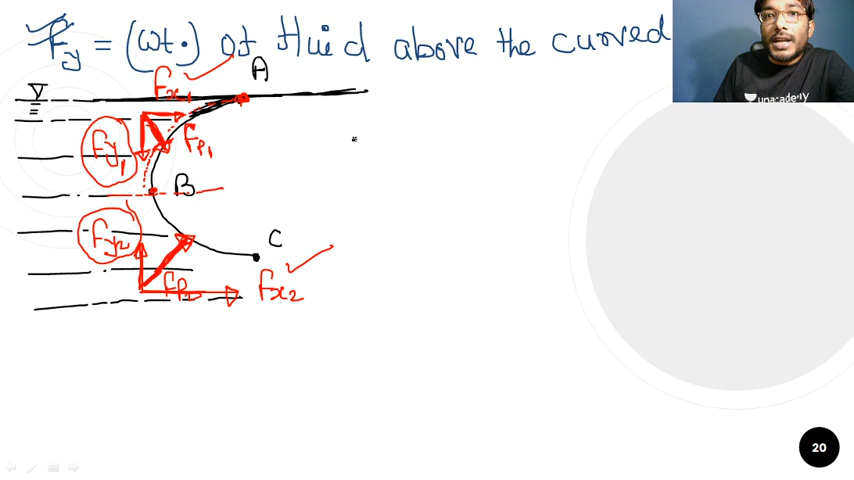 Fy = (wt.) of fluid above the curved
unacademy
A
Fx1
Fy1
FP1
B
Fy2
C
FP2
Fx2
20